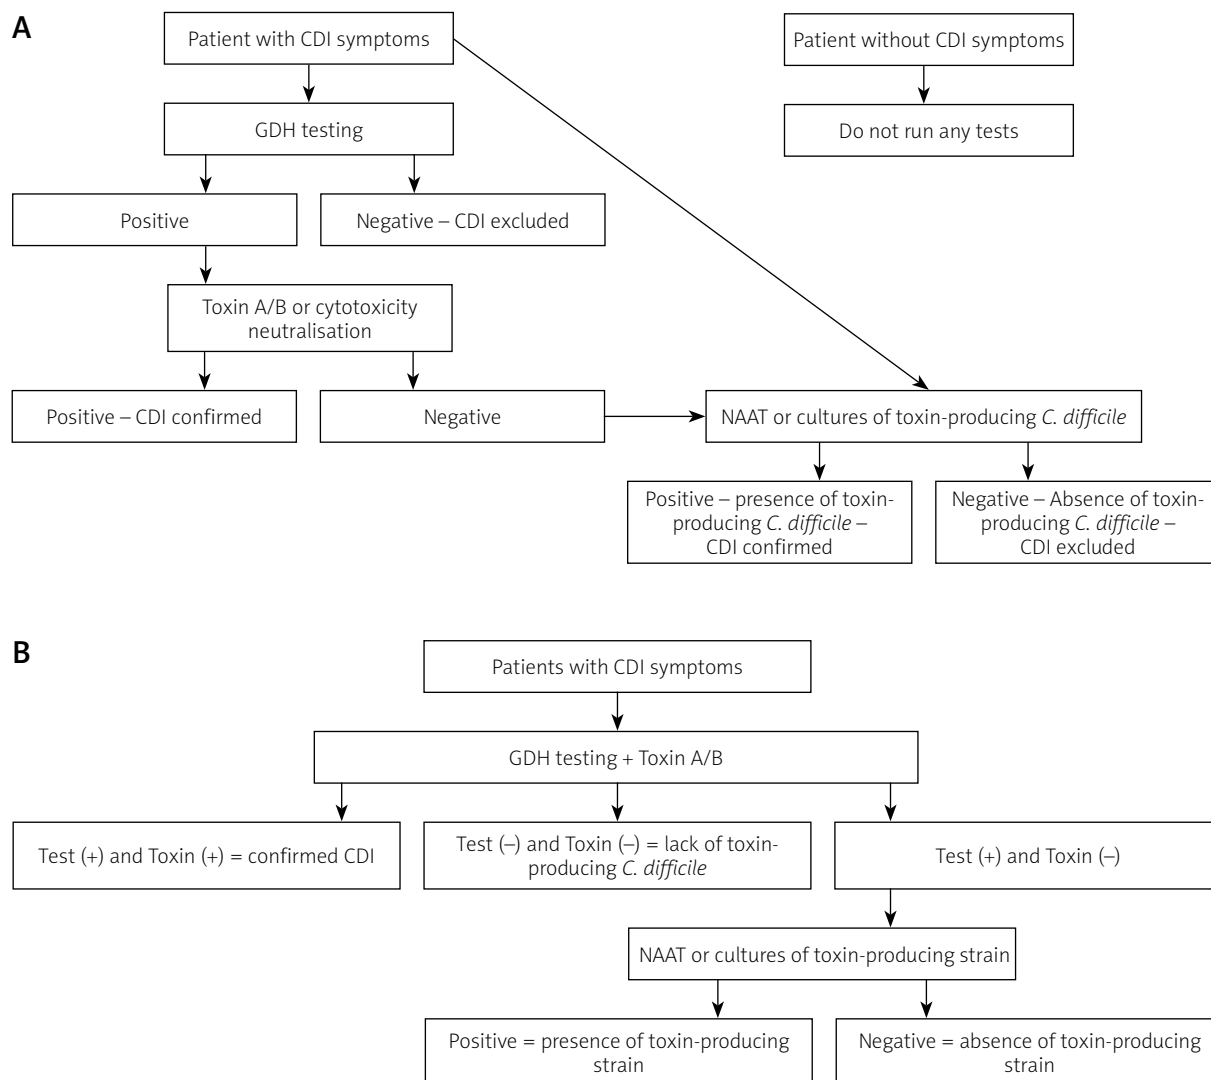 A
Patient with CDI symptoms
Patient without CDI symptoms
GDH testing
Do not run any tests
Positive
Negative – CDI excluded
Toxin A/B or cytotoxicity
neutralisation
Positive – CDI confirmed
Negative
NAAT or cultures of toxin-producing C. difficile
Positive – presence of toxin-
producing C. difficile –
CDI confirmed
Negative – Absence of toxin-
producing C. difficile –
CDI excluded
B
Patients with CDI symptoms
GDH testing + Toxin A/B
Test (+) and Toxin (+) = confirmed CDI
Test (–) and Toxin (–) = lack of toxin-
producing C. difficile
Test (+) and Toxin (–)
NAAT or cultures of toxin-producing strain
Positive = presence of toxin-producing
strain
Negative = absence of toxin-producing
strain